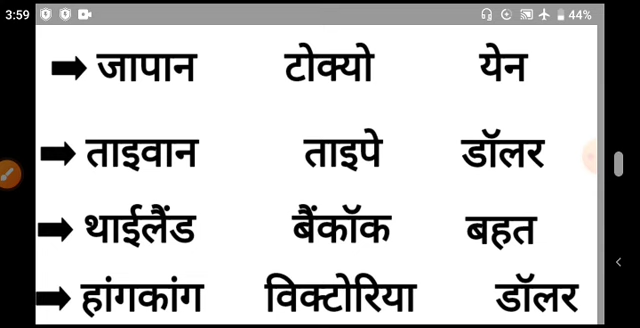 3:59 44%
➡ जापान टोक्यो येन
➡ ताइवान ताइपे डॉलर
➡ थाईलैंड बैंकॉक बहत
➡ हांगकांग विक्टोरिया डॉलर